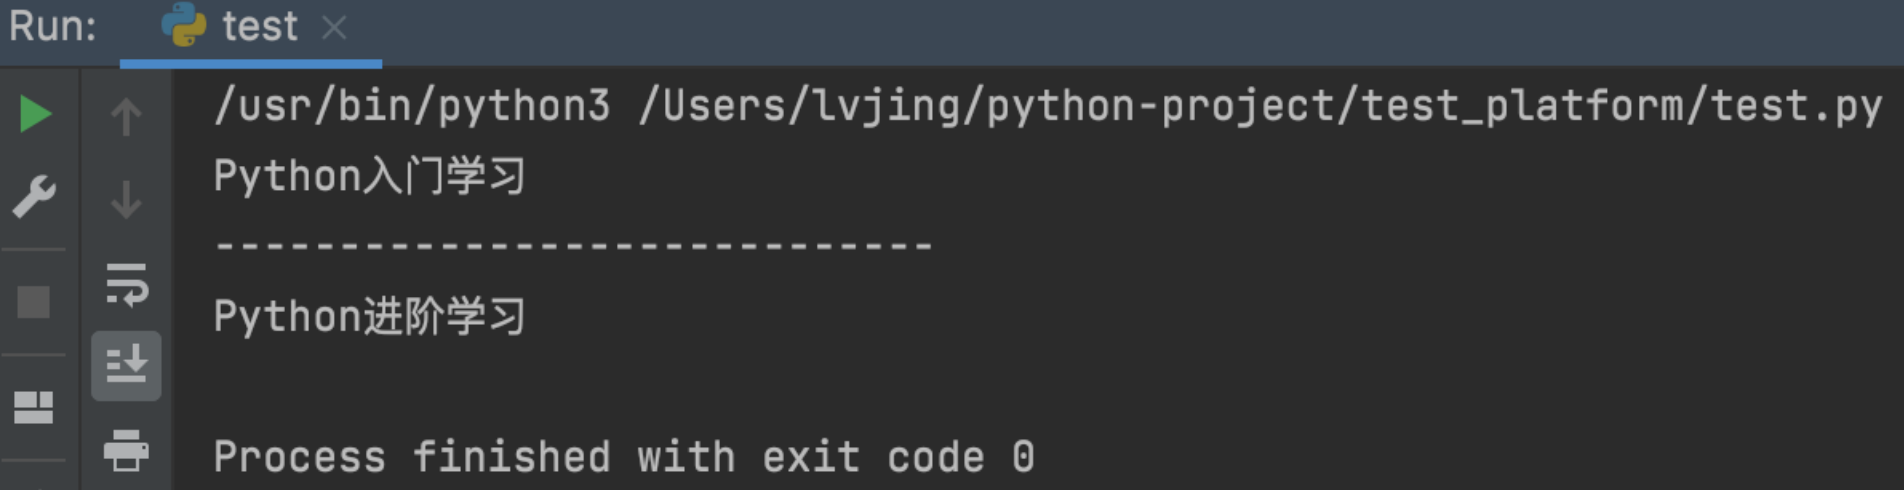 Run: test
/usr/bin/python3 /Users/lvjing/python-project/test_platform/test.py
Python入门学习
-----------------------------
Python进阶学习
Process finished with exit code 0